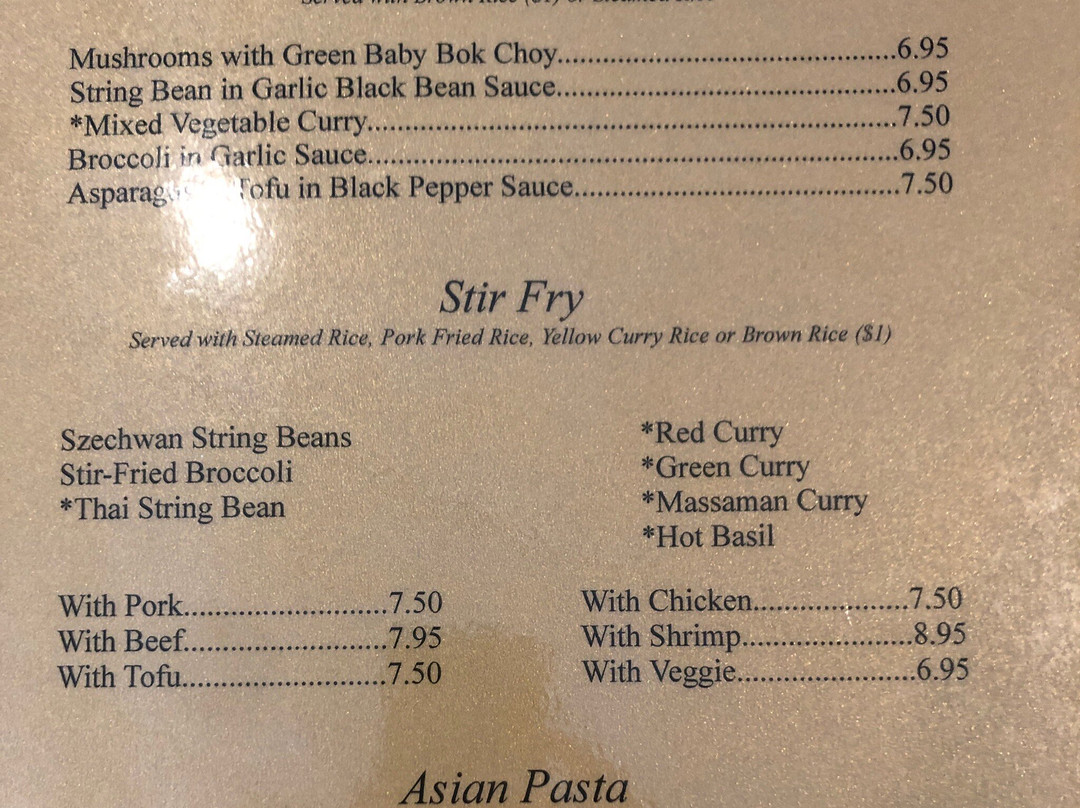 Mushrooms with Green Baby Bok Choy....................................6.95
String Bean in Garlic Black Bean Sauce....................................6.95
*Mixed Vegetable Curry.........................................................7.50
Broccoli in Garlic Sauce.........................................................6.95
Tofu in Black Pepper Sauce..................................7.50
Stir Fry
Served with Steamed Rice, Pork Fried Rice, Yellow Curry Rice or Brown Rice ($1)
Szechwan String Beans
Stir-Fried Broccoli
*Thai String Bean
*Red Curry
*Green Curry
*Massaman Curry
*Hot Basil
With Pork..........................7.50
With Beef..........................7.95
With Tofu..........................7.50
With Chicken....................7.50
With Shrimp......................8.95
With Veggie.......................6.95
Asian Pasta